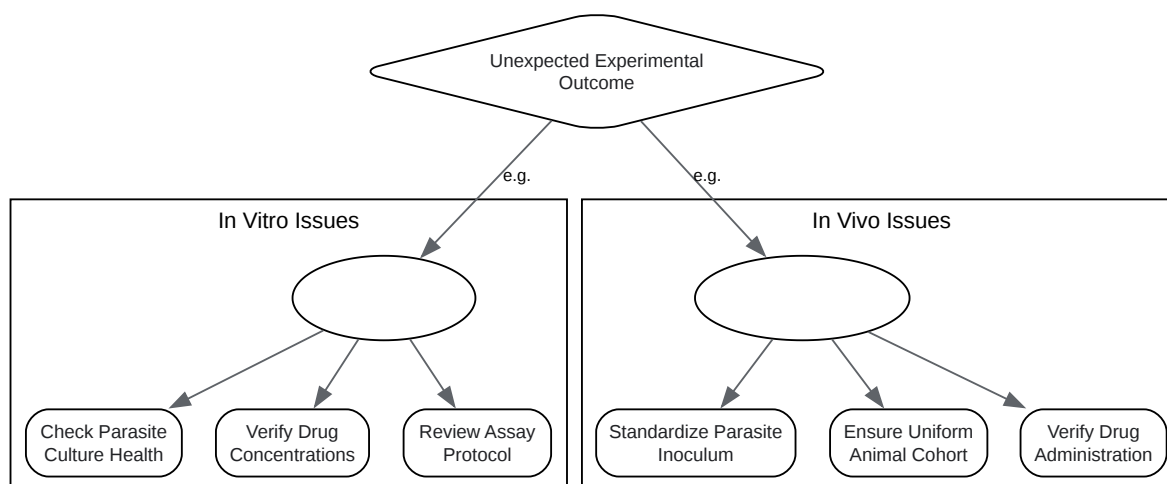 Unexpected Experimental
Outcome
e.g.
e.g.
In Vitro Issues
In Vivo Issues
Check Parasite
Culture Health
Verify Drug
Concentrations
Review Assay
Protocol
Standardize Parasite
Inoculum
Ensure Uniform
Animal Cohort
Verify Drug
Administration